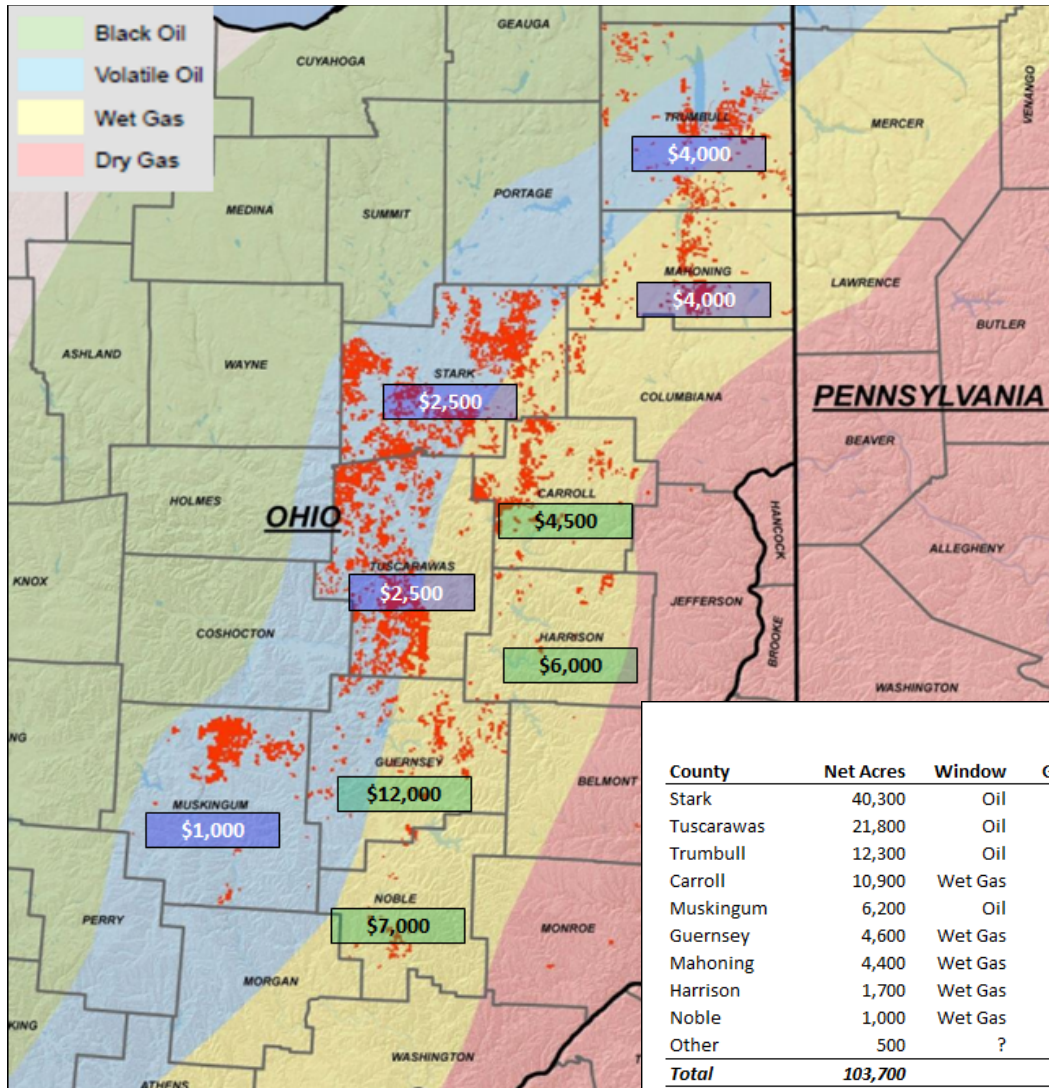 Black Oil
Volatile Oil
Wet Gas
Dry Gas
GEAUGA
CUYAHOGA
VENANGO
TRUMBULL
MERCER
$4,000
PORTAGE
MEDINA
SUMMIT
MAHONING
$4,000
LAWRENCE
BUTLER
ASHLAND
WAYNE
STARK
$2,500
COLUMBIANA
PENNSYLVANIA
BEAVER
HOLMES
OHIO
CARROLL
$4,500
HANCOCK
ALLEGHENY
KNOX
TUSCARAWAS
$2,500
JEFFERSON
COSHOCTON
HARRISON
$6,000
BROOKE
WASHINGTON
NG
GUERNSEY
$12,000
BELMONT
MUSKINGUM
$1,000
NOBLE
$7,000
PERRY
MONROE
MORGAN
KING
WASHINGTON
ATHENS
T
County Net Acres Window G
Stark 40,300 Oil
Tuscarawas 21,800 Oil
Trumbull 12,300 Oil
Carroll 10,900 Wet Gas
Muskingum 6,200 Oil
Guernsey 4,600 Wet Gas
Mahoning 4,400 Wet Gas
Harrison 1,700 Wet Gas
Noble 1,000 Wet Gas
Other 500 ?
Total 103,700